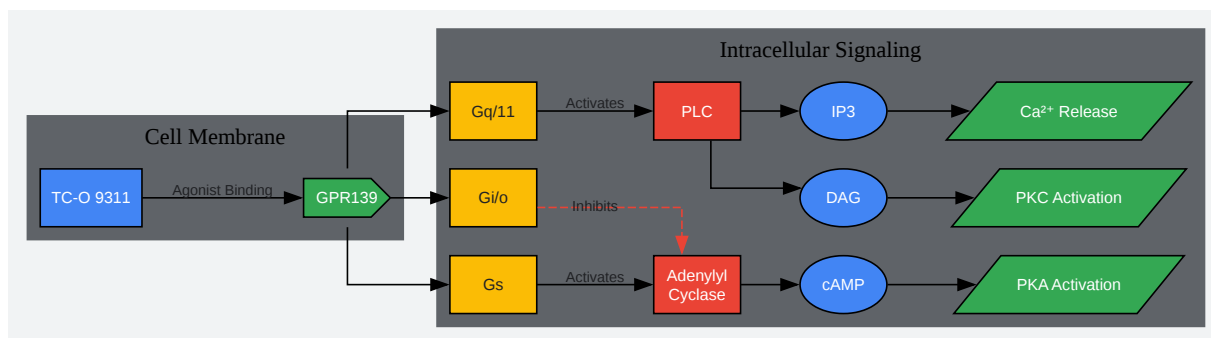 Intracellular Signaling
Cell Membrane
TC-O 9311
Agonist Binding
GPR139
Gq/11
Activates
PLC
IP3
Ca²⁺ Release
Gi/o
Inhibits
DAG
PKC Activation
Gs
Activates
Adenylyl
Cyclase
cAMP
PKA Activation